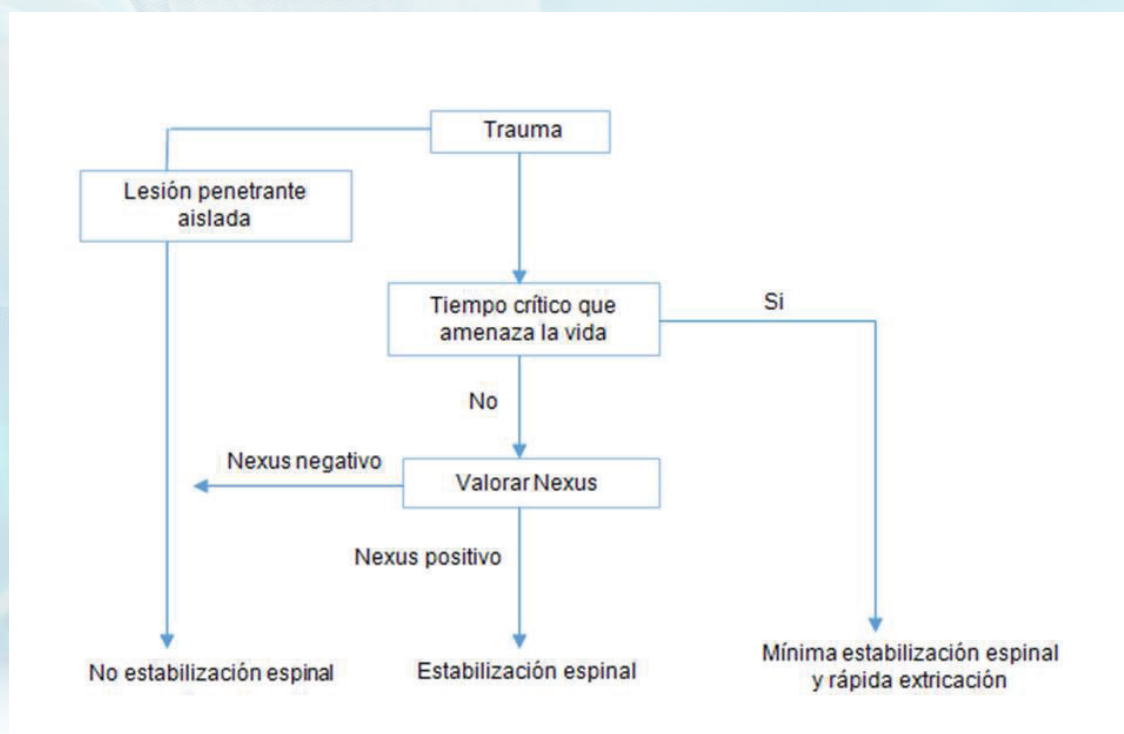 Trauma
Lesión penetrante
aislada
Tiempo crítico que
amenaza la vida
Si
No
Nexus negativo
Valorar Nexus
Nexus positivo
No estabilización espinal
Estabilización espinal
Mínima estabilización espinal
y rápida extricación